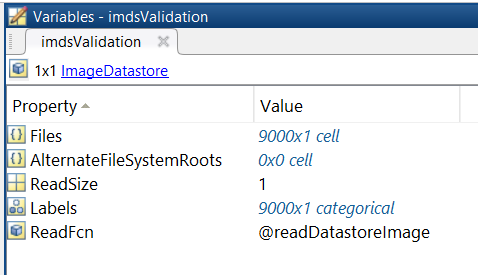 Variables - imdsValidation
imdsValidation
1x1 ImageDatastore
Property Value
Files 9000x1 cell
AlternateFileSystemRoots 0x0 cell
ReadSize 1
Labels 9000x1 categorical
ReadFcn @readDatastoreImage